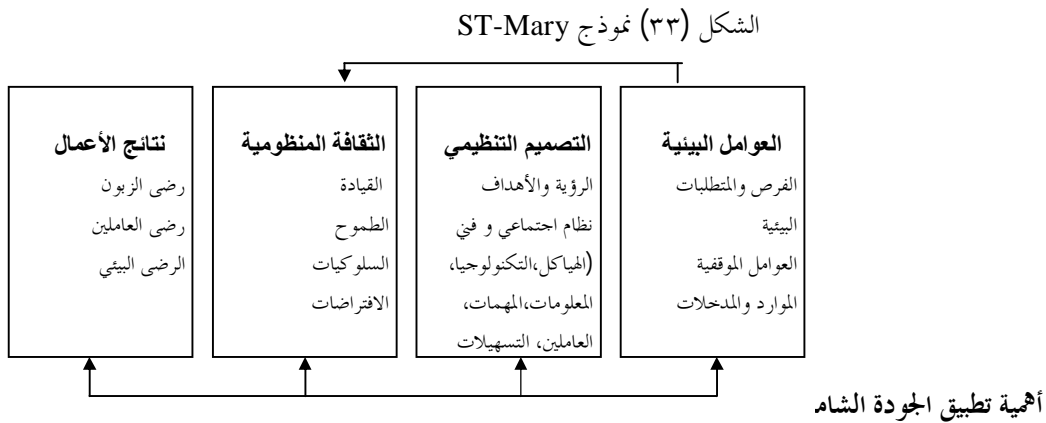 الشكل (٣٣) نموذج ST-Mary
العوامل البيئية
الفرص والمتطلبات
البيئية
العوامل الموقفية
الموارد والمدخلات
التصميم التنظيمي
الرؤية والأهداف
نظام اجتماعي و فني
(الهياكل،التكنولوجيا،
المعلومات،المهمات،
العاملين، التسهيلات
الثقافة المنظومية
القيادة
الطموح
السلوكيات
الافتراضات
نتائج الأعمال
رضى الزبون
رضى العاملين
الرضى البيئي
أهمية تطبيق الجودة الشام